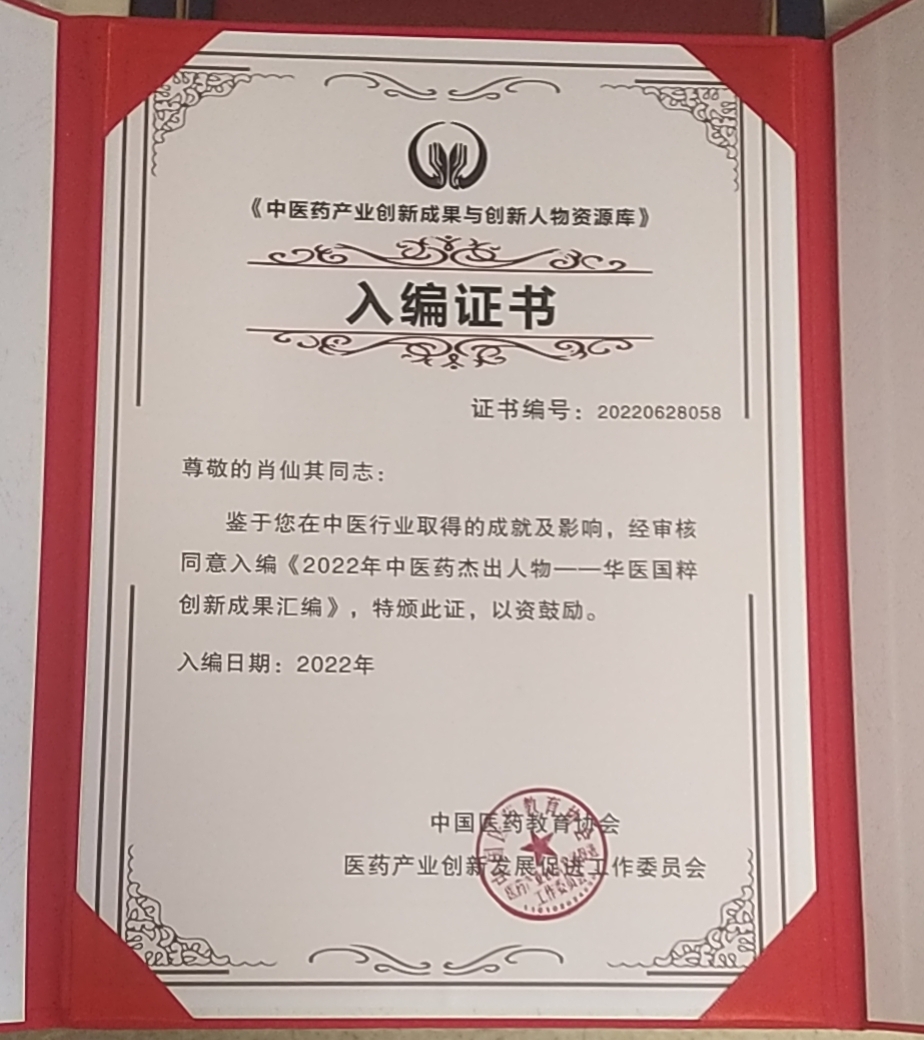 《中医药产业创新成果与创新人物资源库》
入编证书
证书编号：20220628058
尊敬的肖仙其同志：
鉴于您在中医行业取得的成就及影响，经审核
同意入编《2022年中医药杰出人物——华医国粹
创新成果汇编》，特颁此证，以资鼓励。
入编日期：2022年
中国医药教育协会
医药产业创新发展促进工作委员会
工作委员会